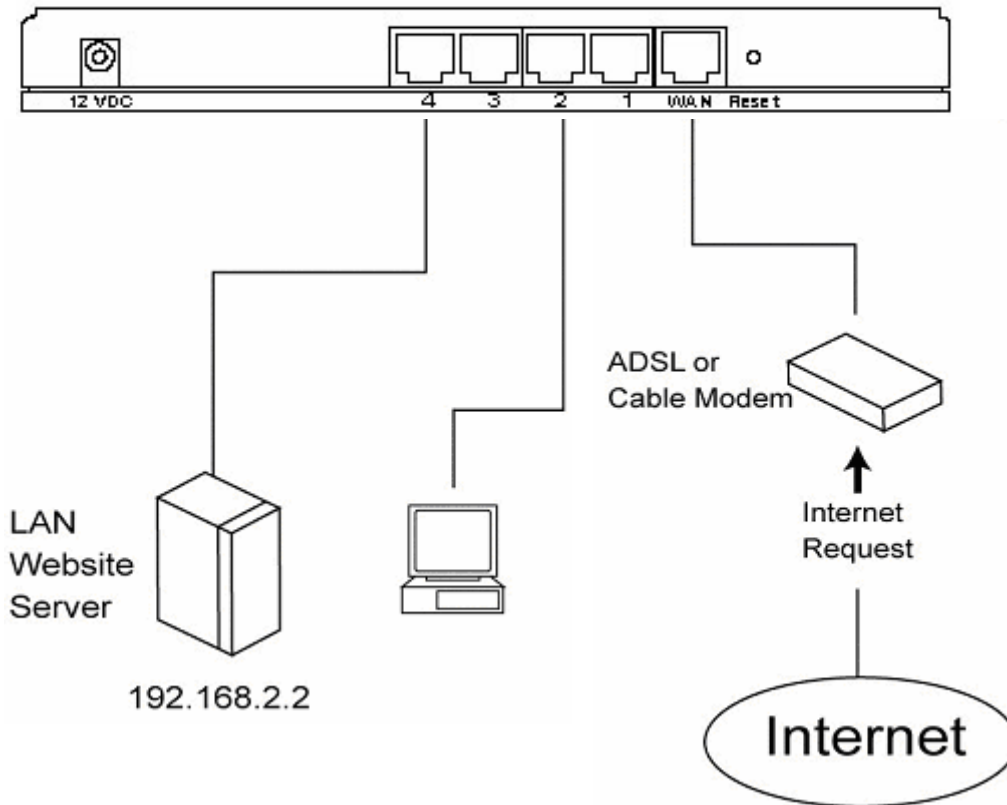 12 VDC 4 3 2 1 WAN Reset
ADSL or
Cable Modem
Internet
Request
LAN
Website
Server
192.168.2.2
Internet